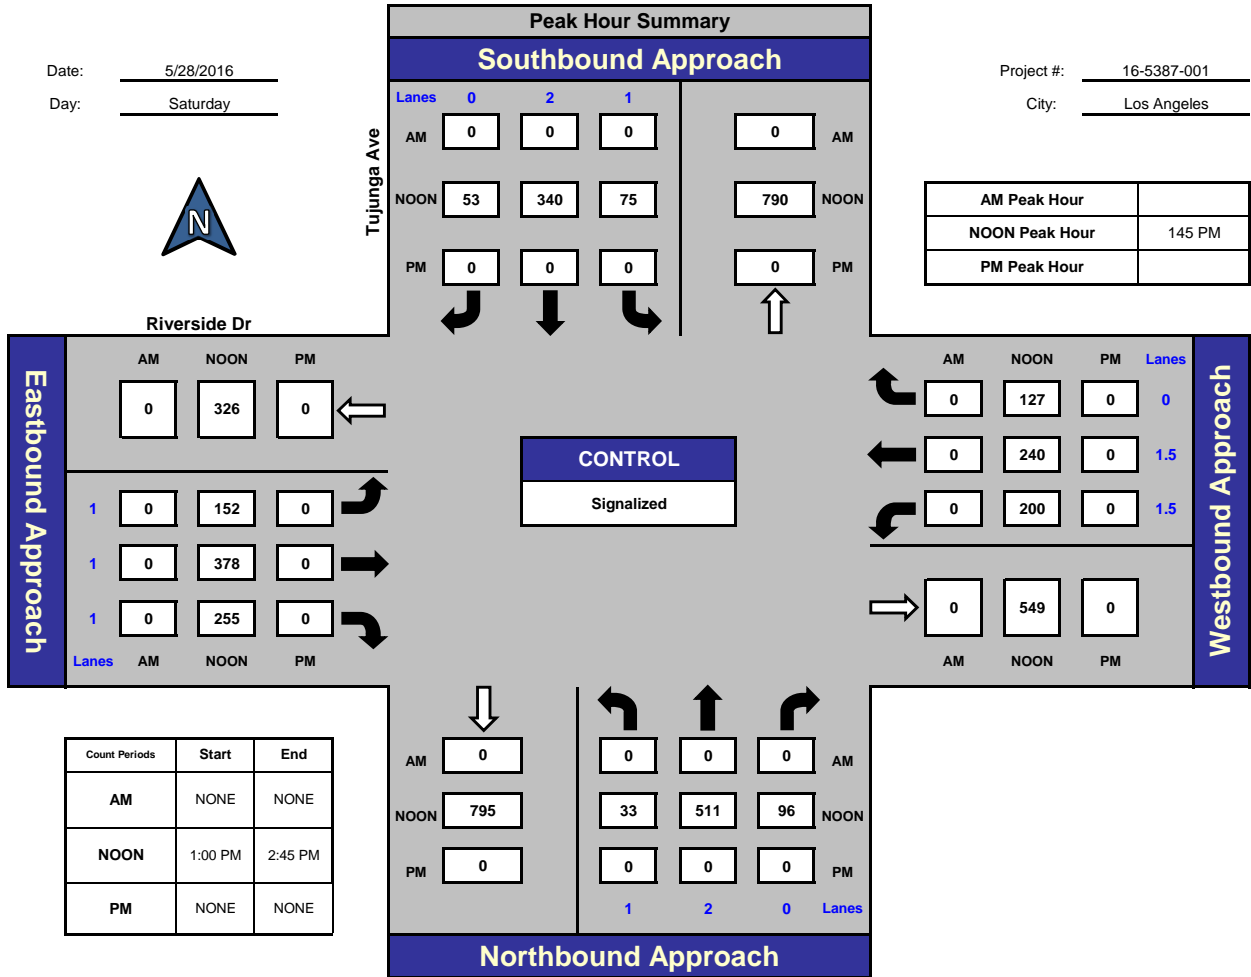 Peak Hour Summary
Southbound Approach
Date: 5/28/2016
Day: Saturday
Project #: 16-5387-001
City: Los Angeles
Tujunga Ave
Lanes 0 2 1
AM 0 0 0 0 AM
NOON 53 340 75 790 NOON
PM 0 0 0 0 PM
N
AM Peak Hour
NOON Peak Hour 145 PM
PM Peak Hour
Riverside Dr
Eastbound Approach
AM NOON PM
0 326 0
1 0 152 0
1 0 378 0
1 0 255 0
Lanes AM NOON PM
CONTROL
Signalized
AM NOON PM Lanes
0 127 0 0
0 240 0 1.5
0 200 0 1.5
0 549 0
AM NOON PM
Westbound Approach
Count Periods Start End
AM NONE NONE
NOON 1:00 PM 2:45 PM
PM NONE NONE
AM 0 0 0 0 AM
NOON 795 33 511 96 NOON
PM 0 0 0 0 PM
1 2 0 Lanes
Northbound Approach